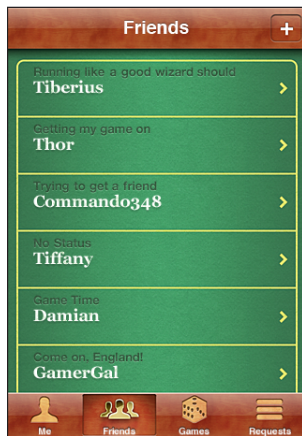 Friends
+
Running like a good wizard should
Tiberius
Getting my game on
Thor
Trying to get a friend
Commando348
No Status
Tiffany
Game Time
Damian
Come on, England!
GamerGal
Me
Friends
Games
Requests